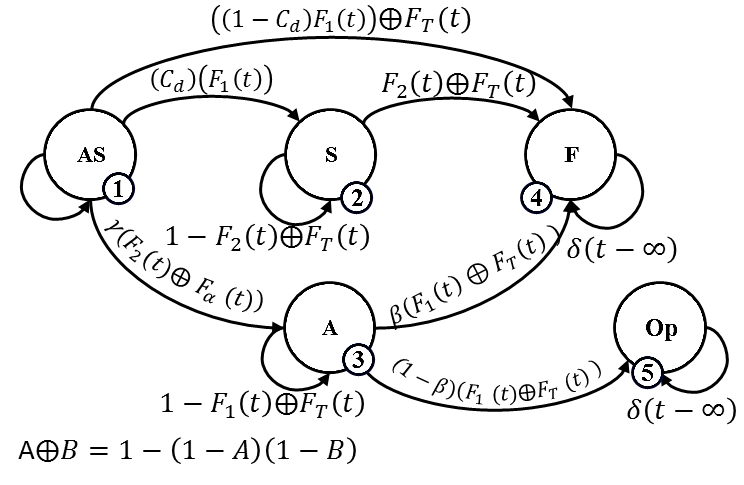 ((1 − C_d)F_1(t))⊕F_T(t)
(C_d)(F_1(t))
F_2(t)⊕F_T(t)
AS
S
F
1
2
4
1 − F_2(t)⊕F_T(t)
δ(t − ∞)
γ(F_2(t)⊕ F_α (t))
β(F_1(t) ⊕ F_T(t))
A
Op
3
5
(1−β)(F_1 (t)⊕F_T (t))
1 − F_1(t)⊕F_T(t)
δ(t − ∞)
A⊕B = 1 − (1 − A)(1 − B)